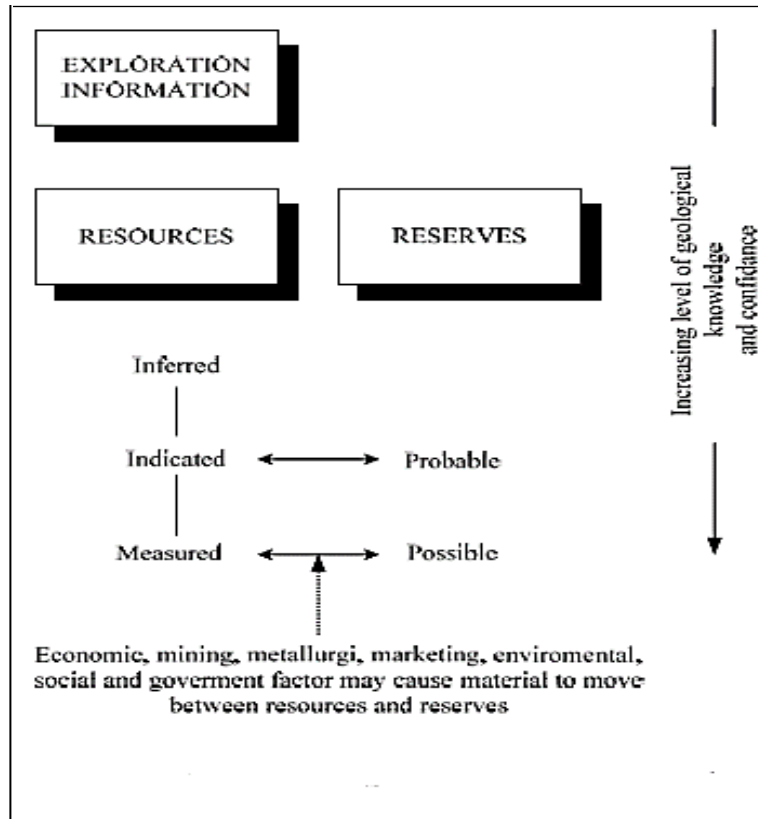 EXPLORATION
INFORMATION
RESOURCES
RESERVES
Increasing level of geological
knowledge
and confidance
Inferred
Indicated
Probable
Measured
Possible
Economic, mining, metallurgi, marketing, enviromental,
social and goverment factor may cause material to move
between resources and reserves